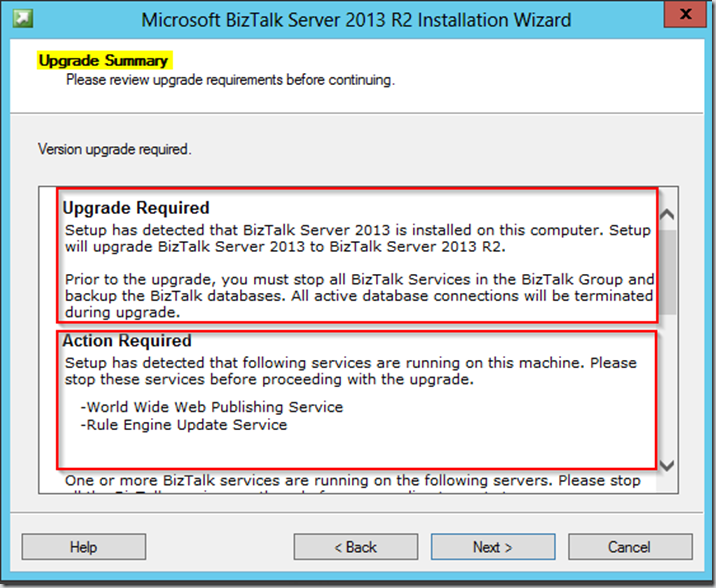 Microsoft BizTalk Server 2013 R2 Installation Wizard
X
Upgrade Summary
Please review upgrade requirements before continuing.
Version upgrade required.
Upgrade Required
Setup has detected that BizTalk Server 2013 is installed on this computer. Setup
will upgrade BizTalk Server 2013 to BizTalk Server 2013 R2.
Prior to the upgrade, you must stop all BizTalk Services in the BizTalk Group and
backup the BizTalk databases. All active database connections will be terminated
during upgrade.
Action Required
Setup has detected that following services are running on this machine. Please
stop these services before proceeding with the upgrade.
-World Wide Web Publishing Service
-Rule Engine Update Service
One or more BizTalk services are running on the following servers. Please stop
Help
< Back
Next >
Cancel